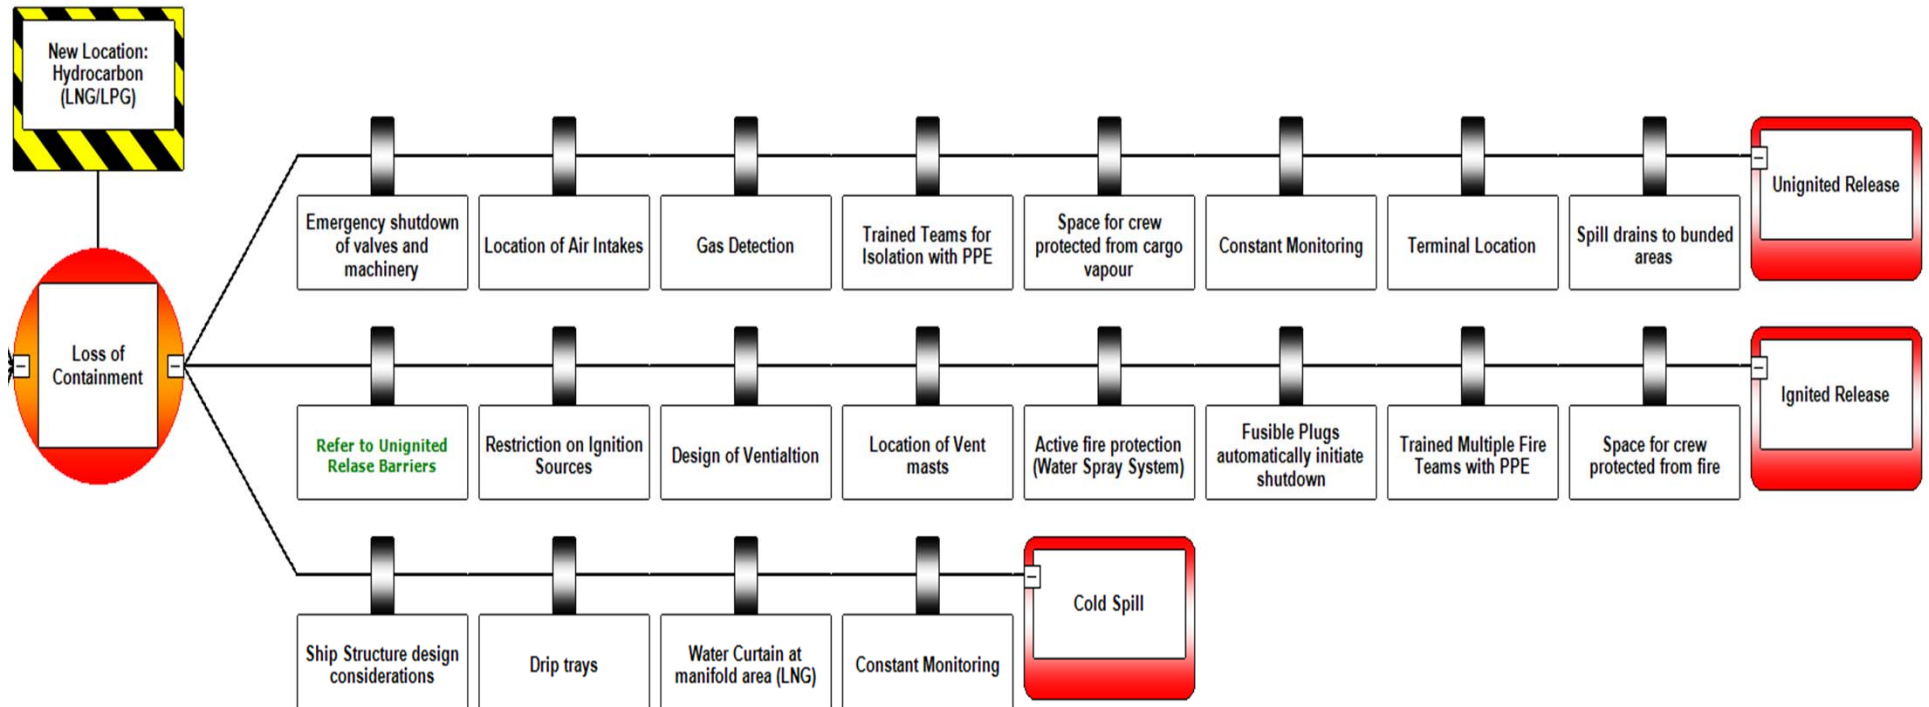 New Location:
Hydrocarbon
(LNG/LPG)
Emergency shutdown
of valves and
machinery
Location of Air Intakes
Gas Detection
Trained Teams for
Isolation with PPE
Space for crew
protected from cargo
vapour
Constant Monitoring
Terminal Location
Spill drains to bunded
areas
Unignited Release
Loss of
Containment
Refer to Unignited
Relase Barriers
Restriction on Ignition
Sources
Design of Ventialtion
Location of Vent
masts
Active fire protection
(Water Spray System)
Fusible Plugs
automatically initiate
shutdown
Trained Multiple Fire
Teams with PPE
Space for crew
protected from fire
Ignited Release
Ship Structure design
considerations
Drip trays
Water Curtain at
manifold area (LNG)
Constant Monitoring
Cold Spill